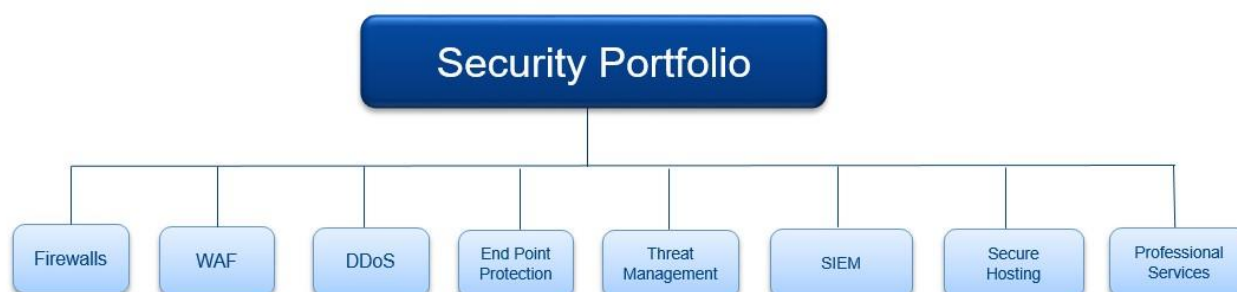 Security Portfolio
Firewalls
WAF
DDoS
End Point
Protection
Threat
Management
SIEM
Secure
Hosting
Professional
Services